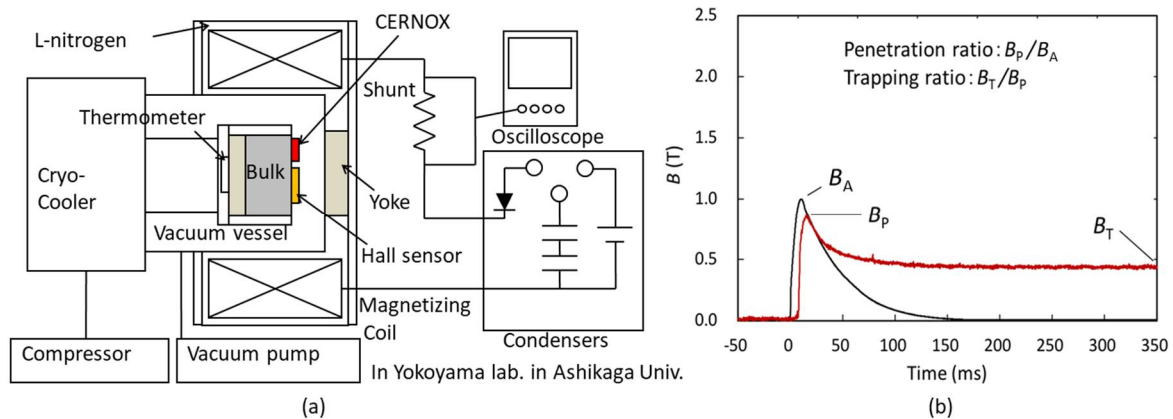 L-nitrogen
CERNOX
Thermometer
Shunt
Oscilloscope
Cryo-
Cooler
Bulk
Yoke
Vacuum vessel
Hall sensor
Magnetizing
Coil
Condensers
Compressor
Vacuum pump
In Yokoyama lab. in Ashikaga Univ.
(a)
Penetration ratio: BP/BA
Trapping ratio: BT/BP
B (T)
2.5
2.0
1.5
1.0
0.5
0.0
BA
BP
BT
-50 0 50 100 150 200 250 300 350
Time (ms)
(b)